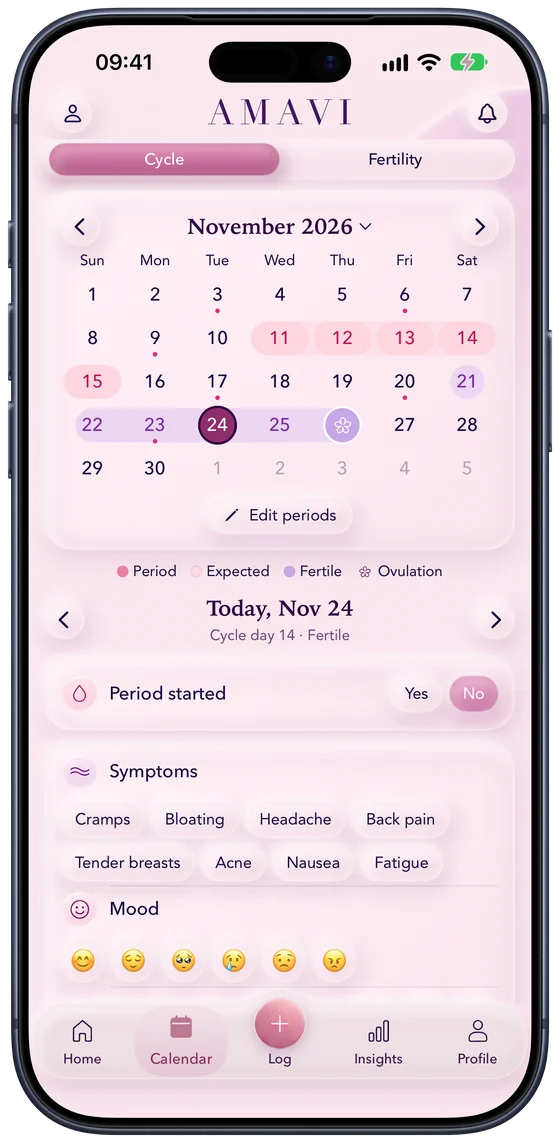 09:41
AMAVI
Cycle Fertility
November 2026
Sun Mon Tue Wed Thu Fri Sat
1 2 3 4 5 6 7
8 9 10 11 12 13 14
15 16 17 18 19 20 21
22 23 24 25 27 28
29 30 1 2 3 4 5
Edit periods
Period Expected Fertile Ovulation
Today, Nov 24
Cycle day 14 · Fertile
Period started Yes No
Symptoms
Cramps Bloating Headache Back pain
Tender breasts Acne Nausea Fatigue
Mood
Home Calendar Log Insights Profile